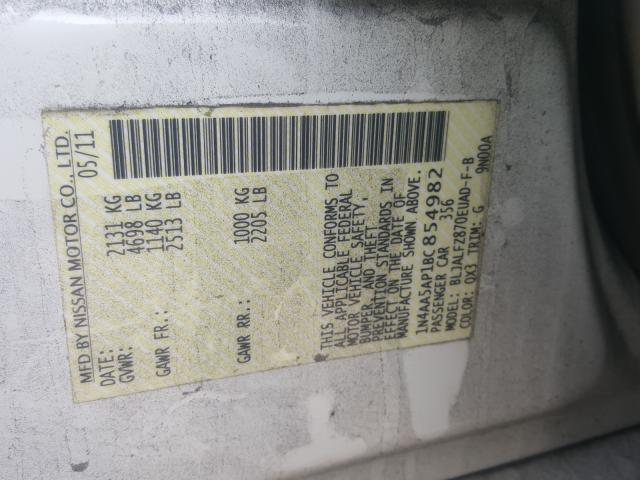 MFD BY NISSAN MOTOR CO., LTD.
DATE: 05/11
GVWR: 2131 KG
4698 LB
GAWR FR: 1140 KG
2513 LB
GAWR RR: 1000 KG
2205 LB
THIS VEHICLE CONFORMS TO
ALL APPLICABLE FEDERAL
MOTOR VEHICLE SAFETY,
BUMPER, AND THEFT
PREVENTION STANDARDS IN
EFFECT ON THE DATE OF
MANUFACTURE SHOWN ABOVE
1N4AA5AP1BC854982
PASSENGER CAR 356
MODEL: BLJALFZ870EUAD-F-B
COLOR: QX3 TRIM: G 9N00A